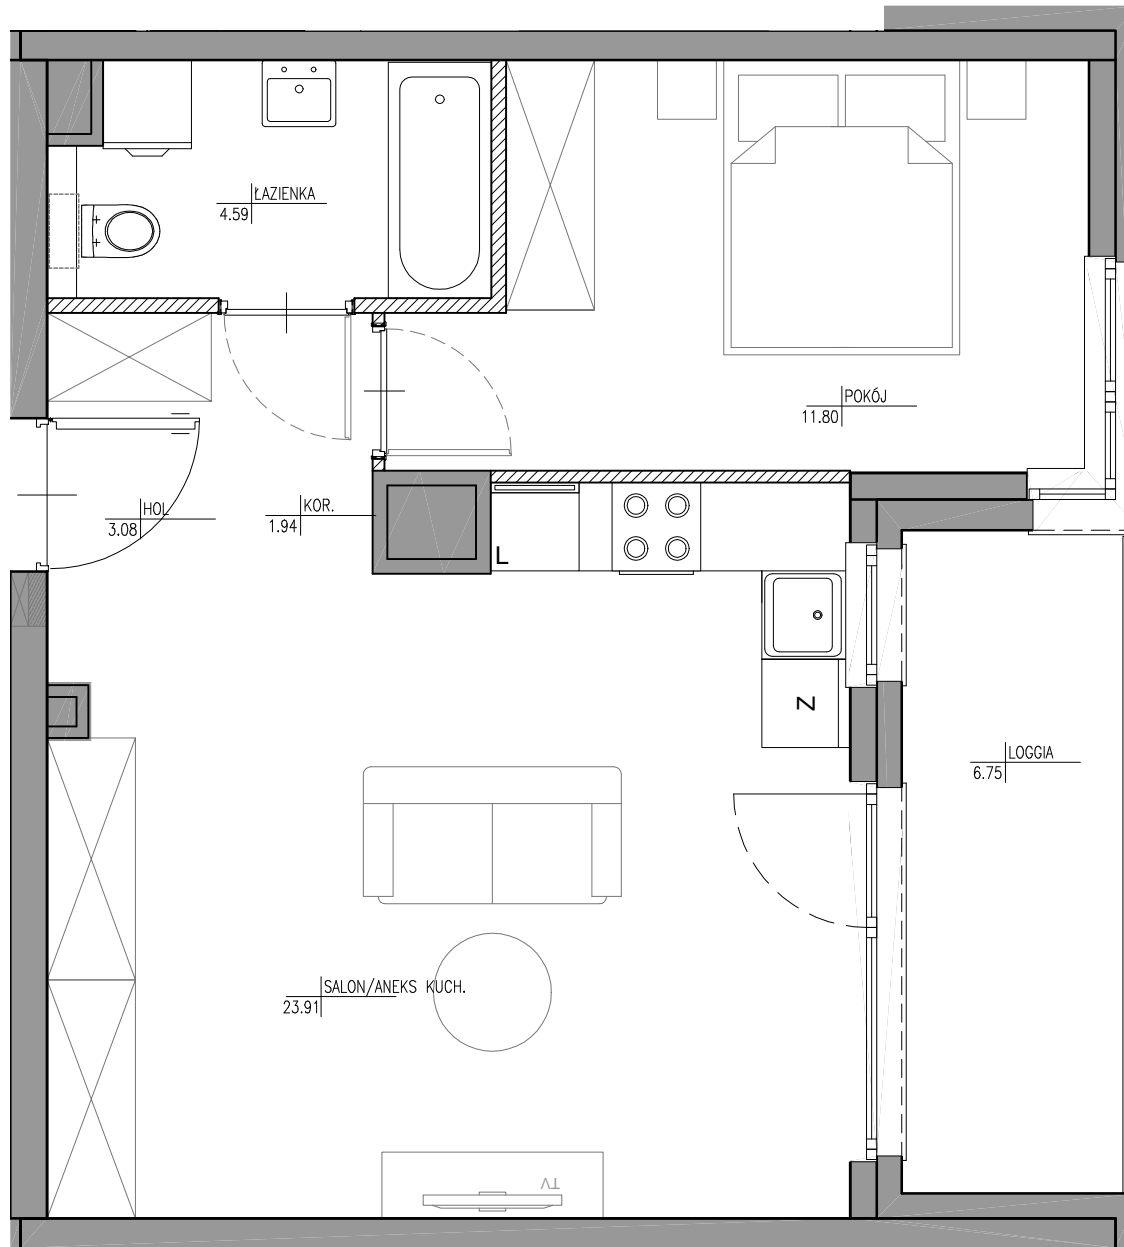 ŁAZIENKA
4.59
POKÓJ
11.80
HOL
3.08
KOR.
1.94
L
Z
LOGGIA
6.75
SALON/ANEKS KUCH.
23.91
TV